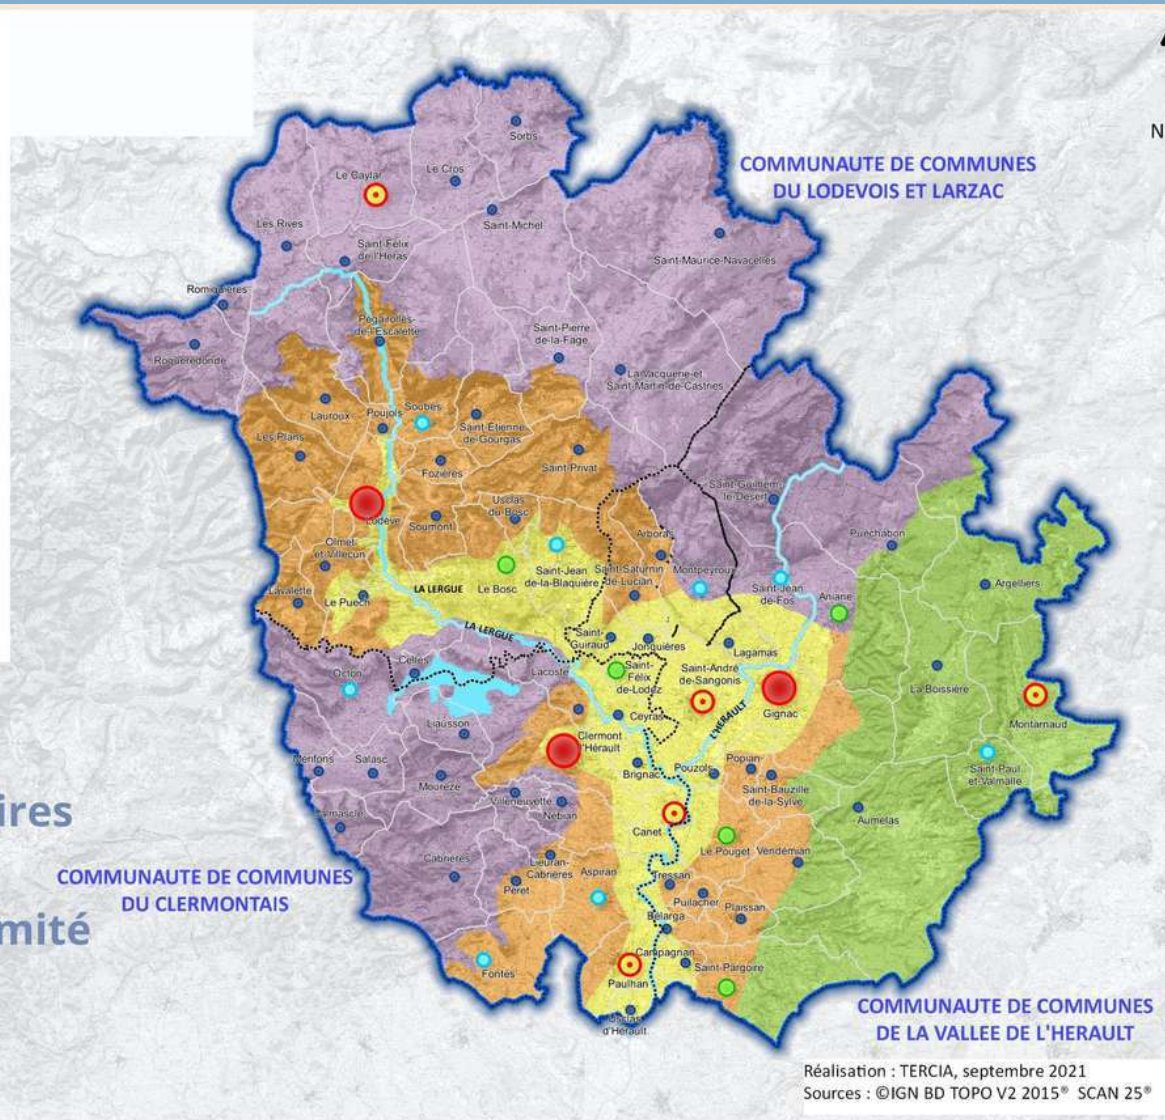 N
Sorbs
COMMUNAUTE DE COMMUNES
DU LODEVOIS ET LARZAC
Le Caylar
Le Cros
Les Rives
Saint-Michel
Saint-Félix
de l'Héras
Saint-Maurice-Navacelles
Romiguières
Pégairolles-
de-l'Escalette
Saint-Pierre
de-la-Fage
Roqueredonde
La Vacquerie-et
Saint-Martin-de-Castries
Lauroux
Poujols
Soubès
Saint-Étienne
de-Gourgas
Les Plans
Saint-Privat
Fozières
Saint-Guilhem
le-Désert
Usclas
du-Bosc
Lodève
Soumont
Arboras
Puéchabon
Olmet
et-Villecun
Saint-Jean
de-la-Blaquière
Saint-Saturnin
de-Lucian
Montpeyroux
Argelliers
Lavalette
Le Puech
LA LERGUE
Le Bosc
Saint-Jean
de-Fos
Aniane
LA LERGUE
Saint-
Guiraud
Jonquières
Lagamas
Celles
Lacoste
Octon
Saint-
Félix
de-Lodez
Saint-André
de-Sangonis
La Boissière
Gignac
Montarnaud
Liausson
Ceyras
L'HERAULT
Clermont
l'Hérault
Mérifons
Salasc
Mourèze
Brignac
Pouzols
Popian
Saint-Paul
et-Valmalle
Saint-Bauzille
de-la-Sylve
Villeneuvette
Nébian
ires
Canet
Aumelas
Cabrières
Le Pouget
Vendémian
COMMUNAUTE DE COMMUNES
DU CLERMONTAIS
Lieuran-
Cabrières
Aspiran
Tressan
Péret
Puilacher
Plaissan
mité
Bélarga
Campagnan
Fontès
Paulhan
Saint-Pargoire
Usclas
d'Hérault
COMMUNAUTE DE COMMUNES
DE LA VALLEE DE L'HERAULT
Réalisation : TERCIA, septembre 2021
Sources : ©IGN BD TOPO V2 2015® SCAN 25®